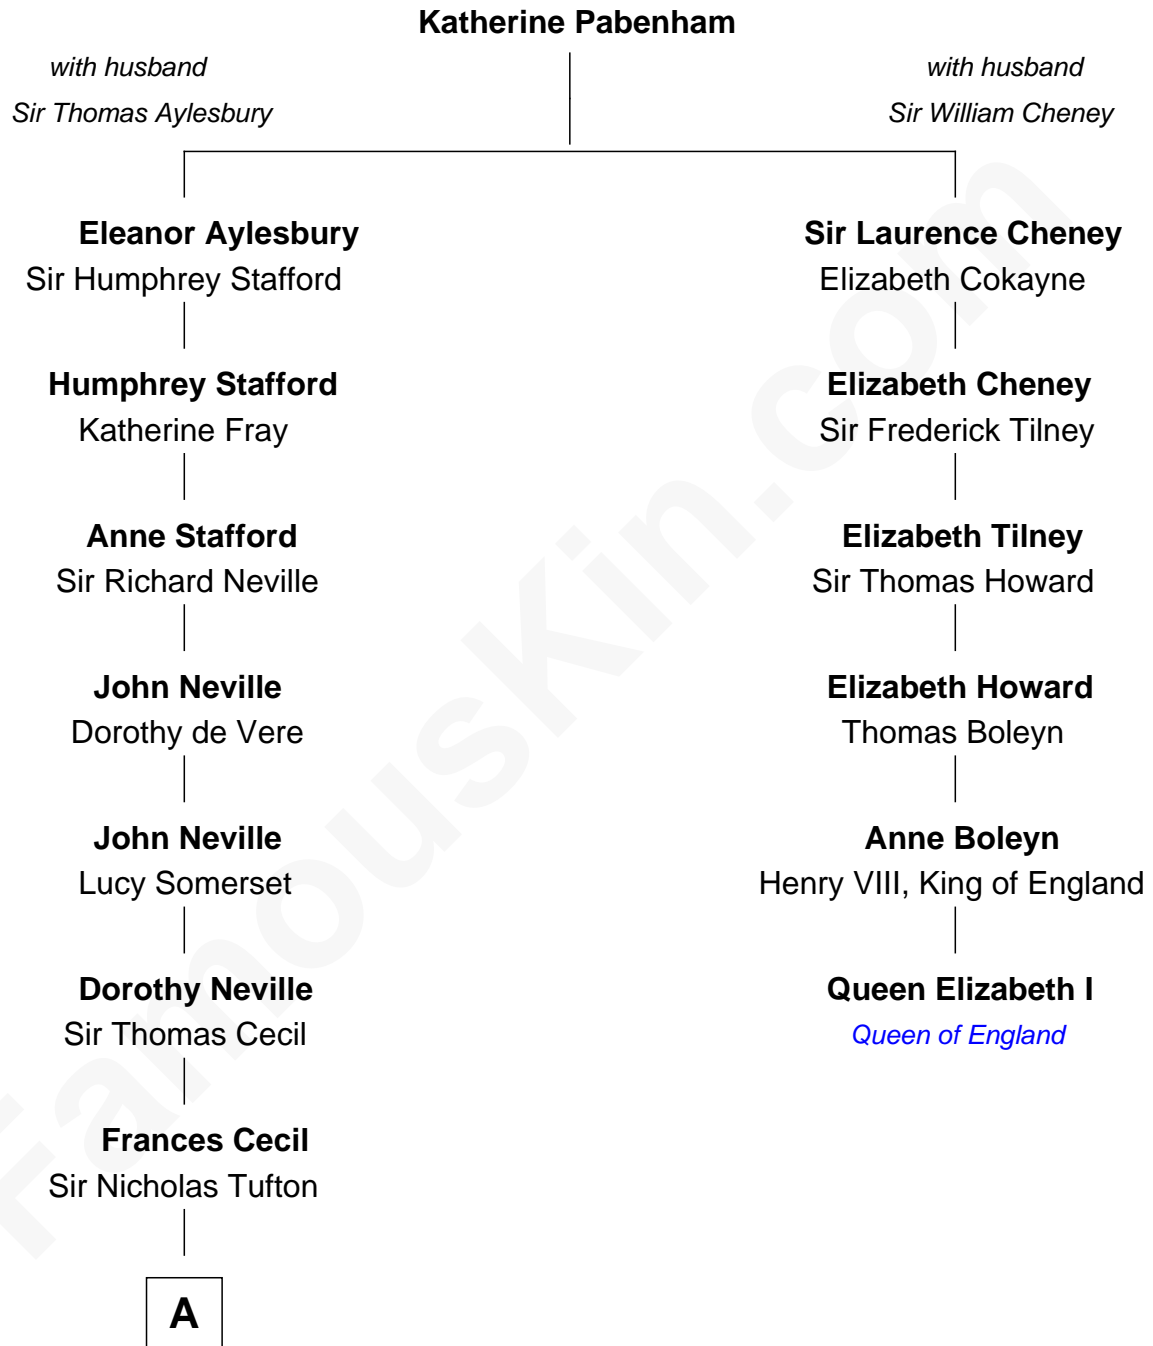 Katherine Pabenham
with husband
Sir Thomas Aylesbury
with husband
Sir William Cheney
Eleanor Aylesbury
Sir Humphrey Stafford
Sir Laurence Cheney
Elizabeth Cokayne
Humphrey Stafford
Katherine Fray
Elizabeth Cheney
Sir Frederick Tilney
Anne Stafford
Sir Richard Neville
Elizabeth Tilney
Sir Thomas Howard
John Neville
Dorothy de Vere
Elizabeth Howard
Thomas Boleyn
John Neville
Lucy Somerset
Anne Boleyn
Henry VIII, King of England
Dorothy Neville
Sir Thomas Cecil
Queen Elizabeth I
Queen of England
Frances Cecil
Sir Nicholas Tufton
A
FamousKin.com